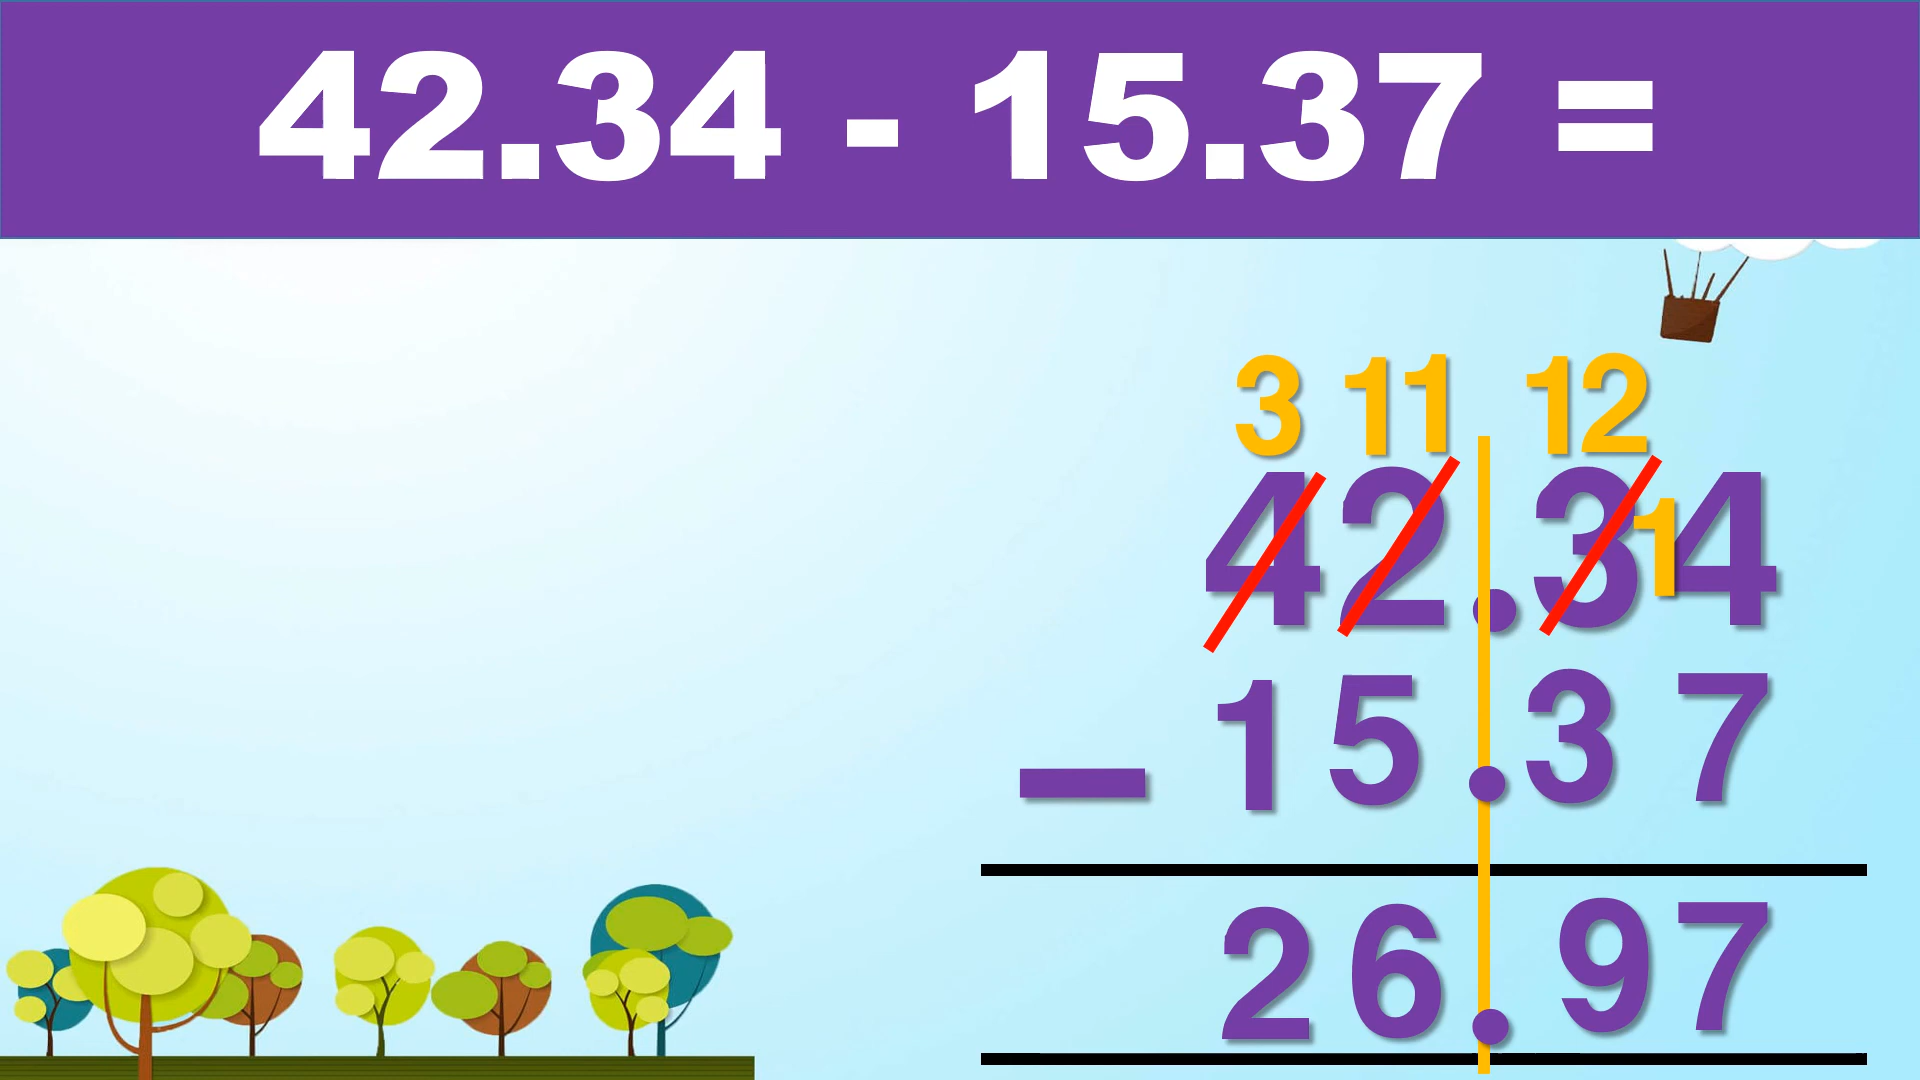 42.34 - 15.37 =
3 11 12
42.314
- 15.37
26.97